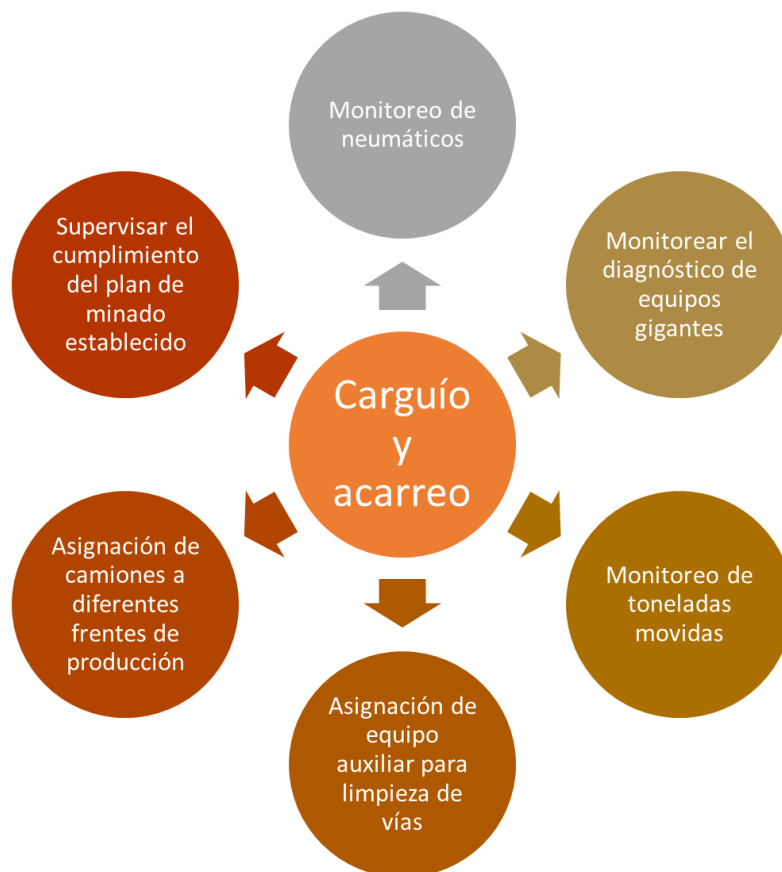 Monitoreo de
neumáticos
Supervisar el
cumplimiento
del plan de
minado
establecido
Monitorear el
diagnóstico de
equipos
gigantes
Carguío
y
acarreo
Asignación de
camiones a
diferentes
frentes de
producción
Monitoreo de
toneladas
movidas
Asignación de
equipo
auxiliar para
limpieza de
vías